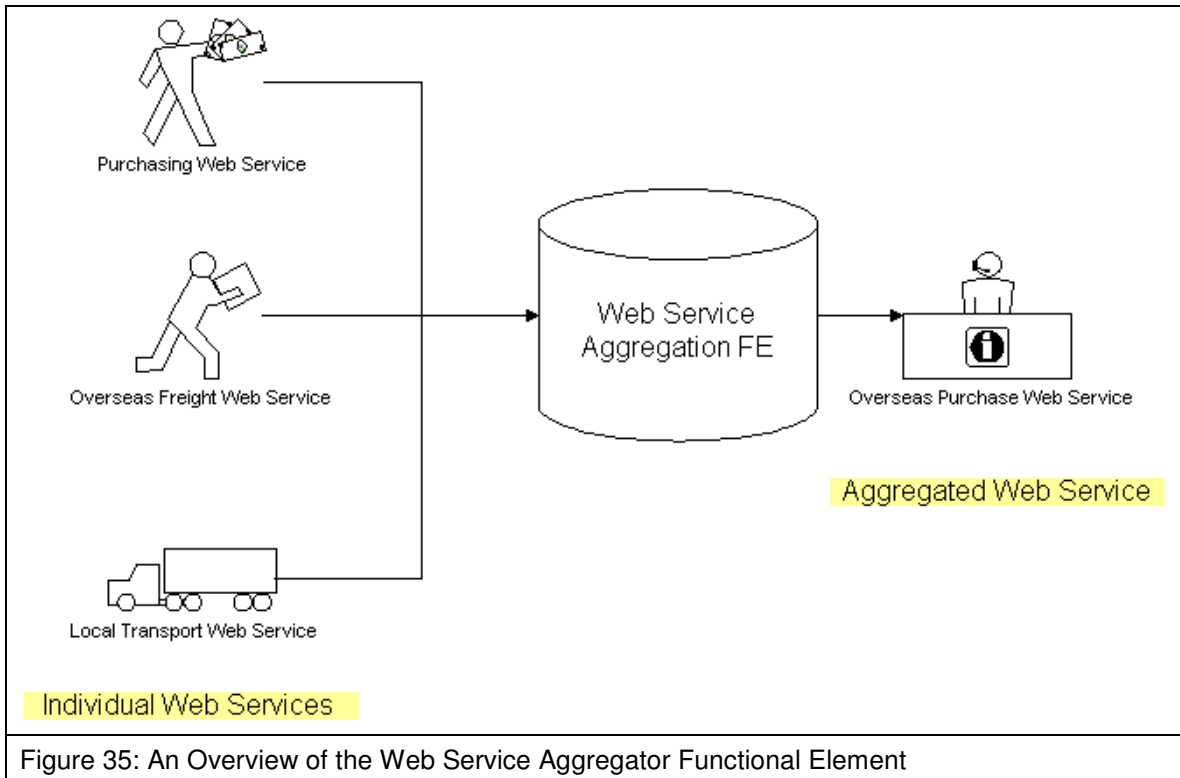 Purchasing Web Service
Overseas Freight Web Service
Local Transport Web Service
Individual Web Services
Web Service
Aggregation FE
i
Overseas Purchase Web Service
Aggregated Web Service
Figure 35: An Overview of the Web Service Aggregator Functional Element